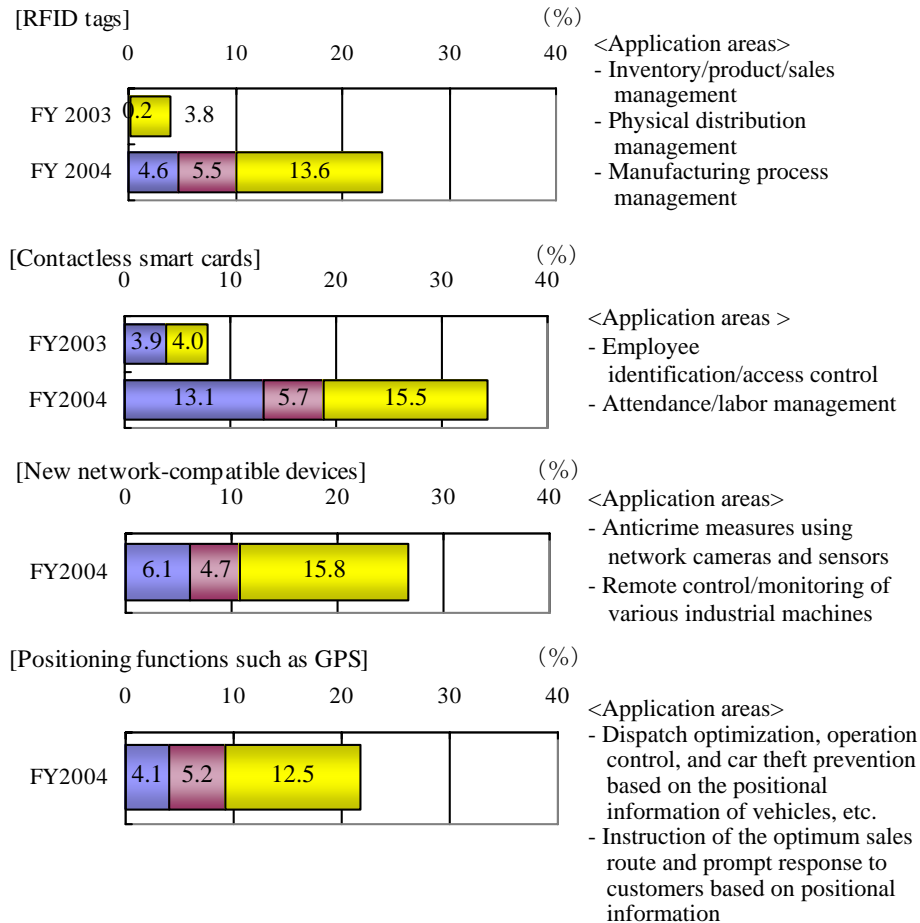 [RFID tags]
(%)
0 10 20 30 40
FY 2003
0.2 3.8
FY 2004
4.6 5.5 13.6
<Application areas>
- Inventory/product/sales
management
- Physical distribution
management
- Manufacturing process
management
[Contactless smart cards]
(%)
0 10 20 30 40
FY2003
3.9 4.0
FY2004
13.1 5.7 15.5
<Application areas >
- Employee
identification/access control
- Attendance/labor management
[New network-compatible devices]
(%)
0 10 20 30 40
FY2004
6.1 4.7 15.8
<Application areas>
- Anticrime measures using
network cameras and sensors
- Remote control/monitoring of
various industrial machines
[Positioning functions such as GPS]
(%)
0 10 20 30 40
FY2004
4.1 5.2 12.5
<Application areas>
- Dispatch optimization, operation
control, and car theft prevention
based on the positional
information of vehicles, etc.
- Instruction of the optimum sales
route and prompt response to
customers based on positional
information